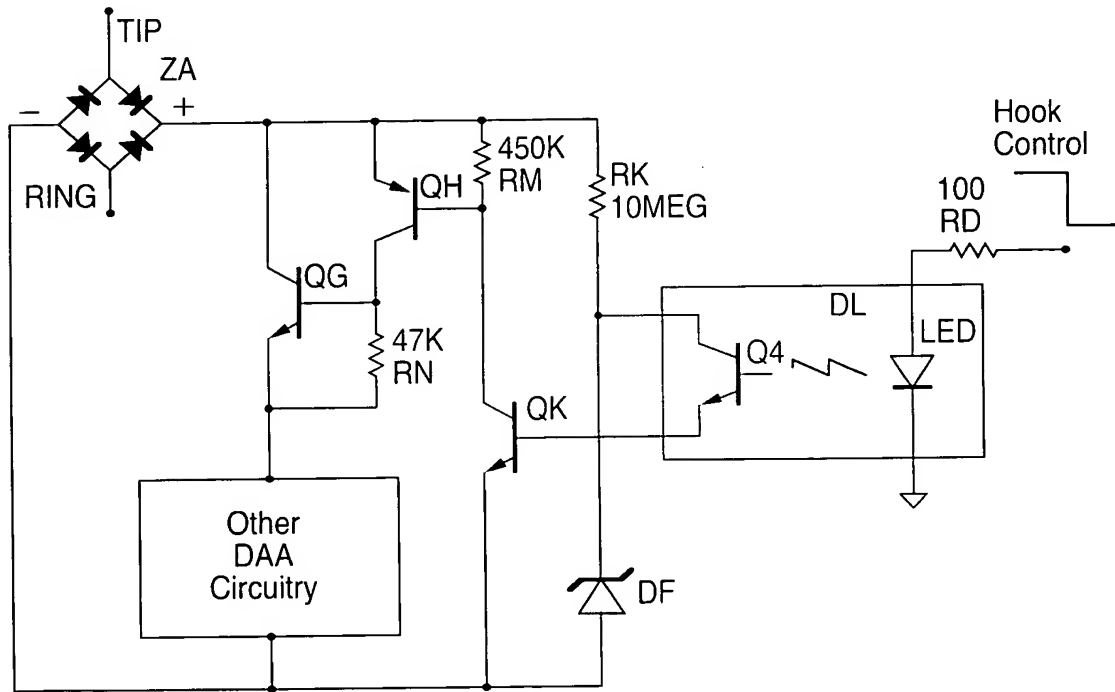 TIP
ZA
−
+
RING
QH
450K
RM
RK
10MEG
Hook
Control
100
RD
QG
47K
RN
DL
LED
Q4
QK
Other
DAA
Circuitry
DF